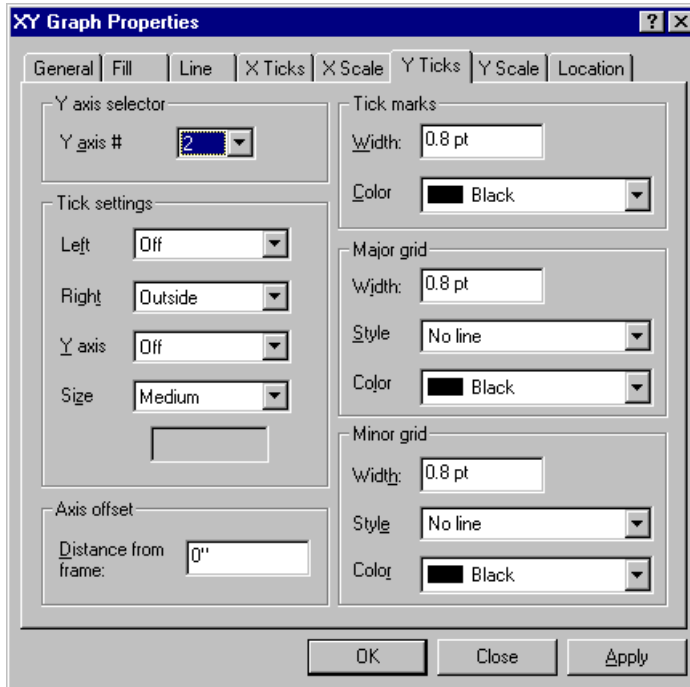 XY Graph Properties
General Fill Line X Ticks X Scale Y Ticks Y Scale Location
Y axis selector
Y axis # 2
Tick settings
Left Off
Right Outside
Y axis Off
Size Medium
Axis offset
Distance from
frame: 0"
Tick marks
Width: 0.8 pt
Color Black
Major grid
Width: 0.8 pt
Style No line
Color Black
Minor grid
Width: 0.8 pt
Style No line
Color Black
OK Close Apply